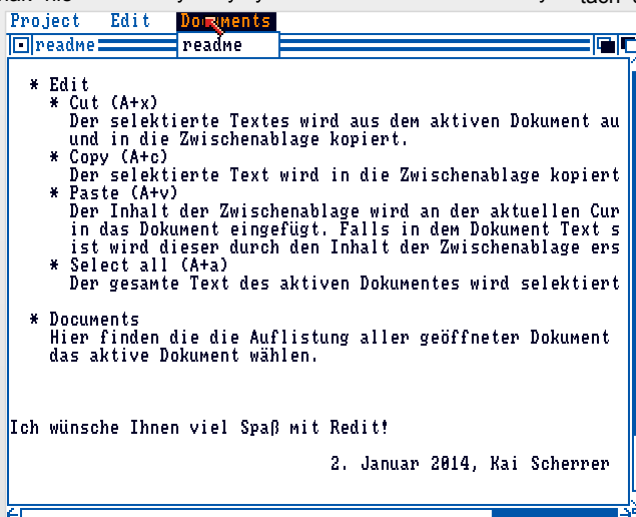 Project Edit Documents
readme readme
* Edit
* Cut (A+x)
Der selektierte Textes wird aus dem aktiven Dokument au
und in die Zwischenablage kopiert.
* Copy (A+c)
Der selektierte Text wird in die Zwischenablage kopiert
* Paste (A+v)
Der Inhalt der Zwischenablage wird an der aktuellen Cur
in das Dokument eingefügt. Falls in dem Dokument Text s
ist wird dieser durch den Inhalt der Zwischenablage ers
* Select all (A+a)
Der gesamte Text des aktiven Dokumentes wird selektiert
* Documents
Hier finden die die Auflistung aller geöffneter Dokument
das aktive Dokument wählen.
Ich wünsche Ihnen viel Spaß mit Redit!
2. Januar 2014, Kai Scherrer